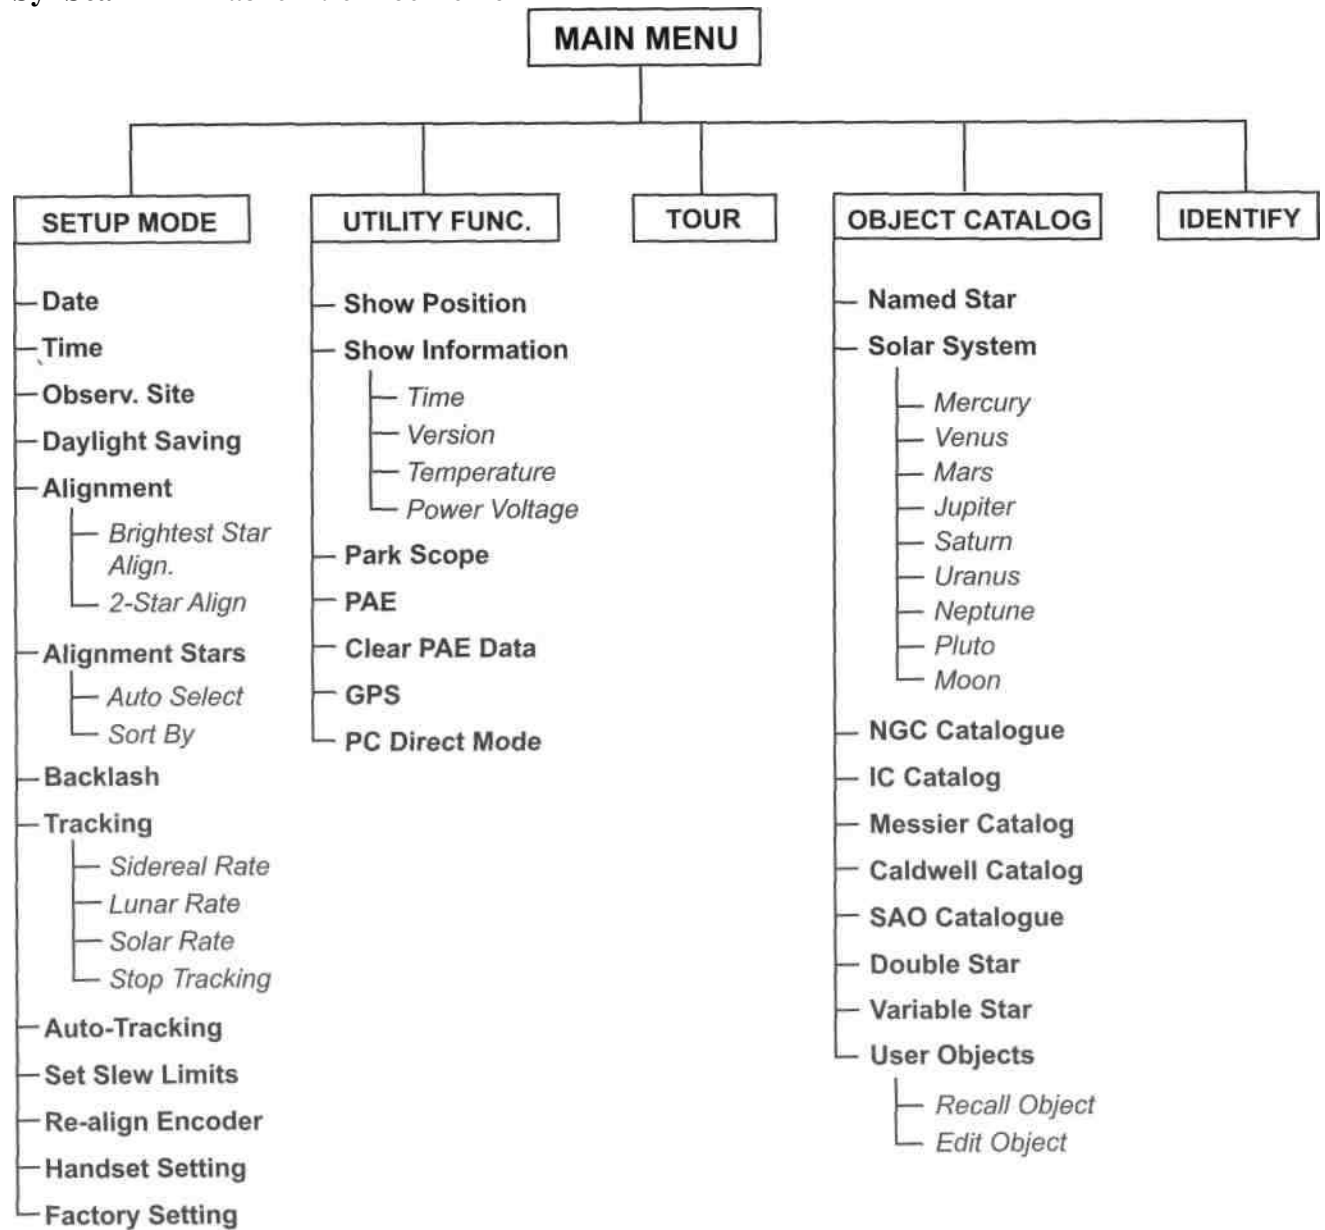 MAIN MENU
SETUP MODE
Date
Time
Observ. Site
Daylight Saving
Alignment
Brightest Star
Align.
2-Star Align
Alignment Stars
Auto Select
Sort By
Backlash
Tracking
Sidereal Rate
Lunar Rate
Solar Rate
Stop Tracking
Auto-Tracking
Set Slew Limits
Re-align Encoder
Handset Setting
Factory Setting
UTILITY FUNC.
Show Position
Show Information
Time
Version
Temperature
Power Voltage
Park Scope
PAE
Clear PAE Data
GPS
PC Direct Mode
TOUR
OBJECT CATALOG
Named Star
Solar System
Mercury
Venus
Mars
Jupiter
Saturn
Uranus
Neptune
Pluto
Moon
NGC Catalogue
IC Catalog
Messier Catalog
Caldwell Catalog
SAO Catalogue
Double Star
Variable Star
User Objects
Recall Object
Edit Object
IDENTIFY